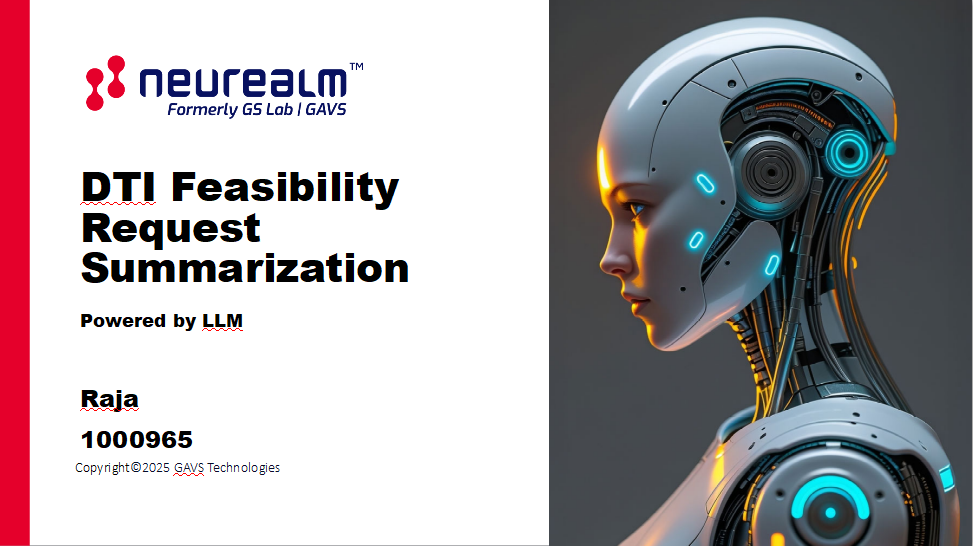 neurealm™
Formerly GS Lab | GAVS
DTI Feasibility
Request
Summarization
Powered by LLM
Raja
1000965
Copyright©2025 GAVS Technologies